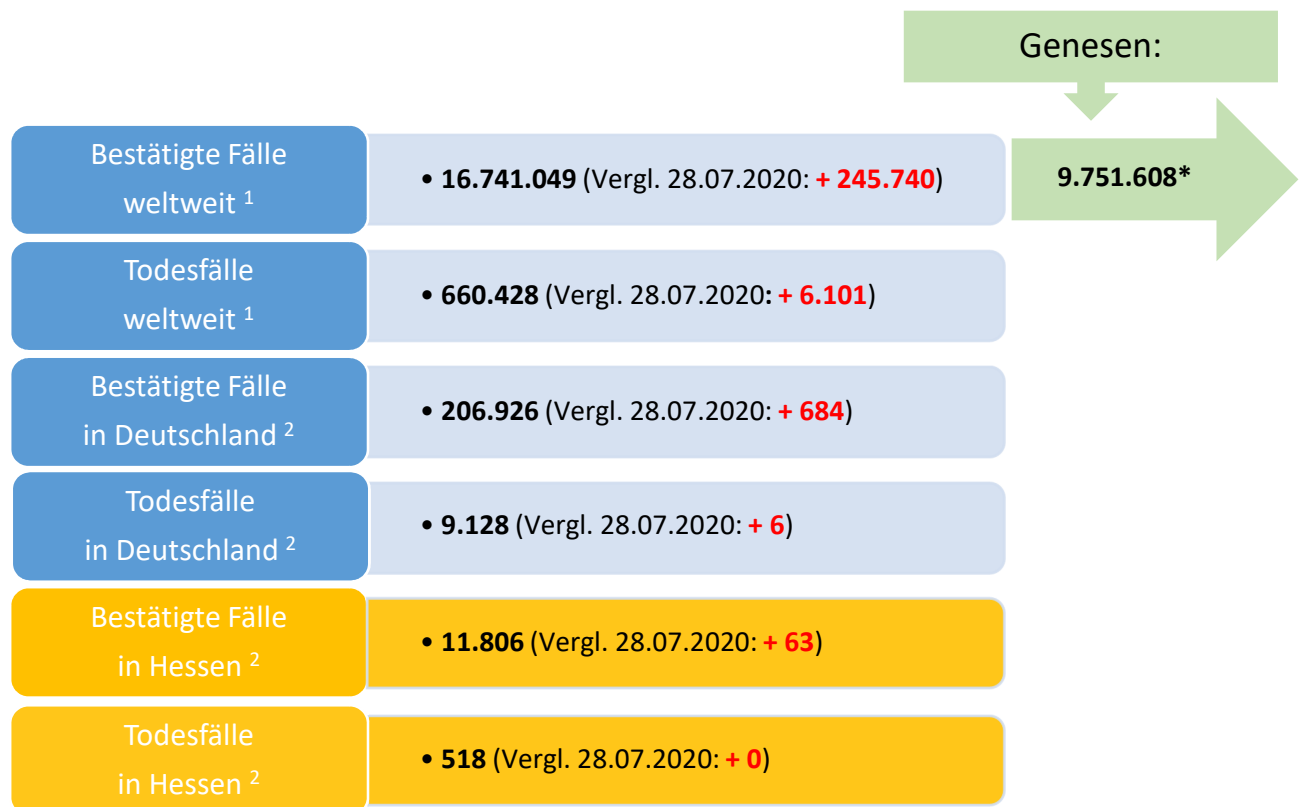 Genesen:
Bestätigte Fälle
weltweit ¹
• 16.741.049 (Vergl. 28.07.2020: + 245.740)
9.751.608*
Todesfälle
weltweit ¹
• 660.428 (Vergl. 28.07.2020: + 6.101)
Bestätigte Fälle
in Deutschland ²
• 206.926 (Vergl. 28.07.2020: + 684)
Todesfälle
in Deutschland ²
• 9.128 (Vergl. 28.07.2020: + 6)
Bestätigte Fälle
in Hessen ²
• 11.806 (Vergl. 28.07.2020: + 63)
Todesfälle
in Hessen ²
• 518 (Vergl. 28.07.2020: + 0)